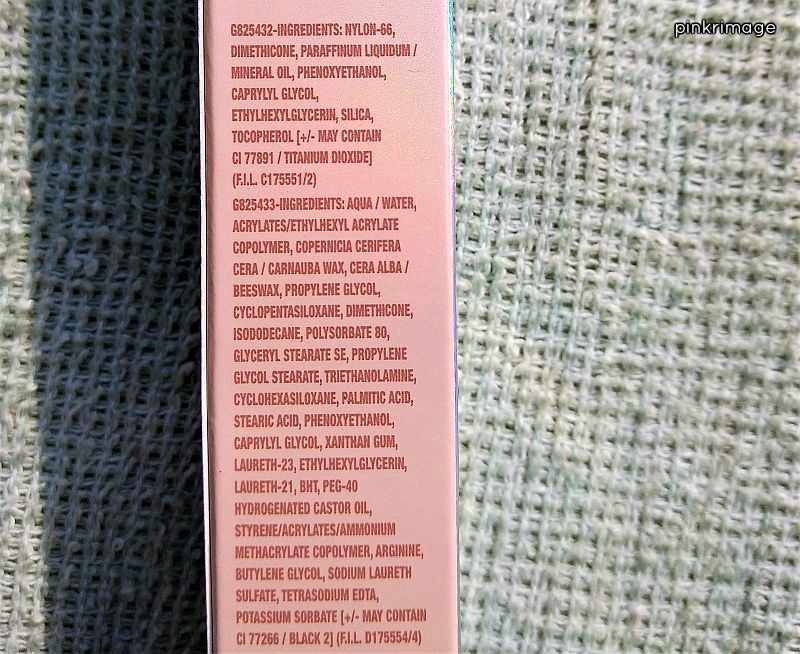 pinkrimage
G825432-INGREDIENTS: NYLON-66,
DIMETHICONE, PARAFFINUM LIQUIDUM /
MINERAL OIL, PHENOXYETHANOL,
CAPRYLYL GLYCOL,
ETHYLHEXYLGLYCERIN, SILICA,
TOCOPHEROL [+/- MAY CONTAIN
CI 77891 / TITANIUM DIOXIDE]
(F.I.L. C175551/2)
G825433-INGREDIENTS: AQUA / WATER,
ACRYLATES/ETHYLHEXYL ACRYLATE
COPOLYMER, COPERNICIA CERIFERA
CERA / CARNAUBA WAX, CERA ALBA /
BEESWAX, PROPYLENE GLYCOL,
CYCLOPENTASILOXANE, DIMETHICONE,
ISODODECANE, POLYSORBATE 80,
GLYCERYL STEARATE SE, PROPYLENE
GLYCOL STEARATE, TRIETHANOLAMINE,
CYCLOHEXASILOXANE, PALMITIC ACID,
STEARIC ACID, PHENOXYETHANOL,
CAPRYLYL GLYCOL, XANTHAN GUM,
LAURETH-23, ETHYLHEXYLGLYCERIN,
LAURETH-21, BHT, PEG-40
HYDROGENATED CASTOR OIL,
STYRENE/ACRYLATES/AMMONIUM
METHACRYLATE COPOLYMER, ARGININE,
BUTYLENE GLYCOL, SODIUM LAURETH
SULFATE, TETRASODIUM EDTA,
POTASSIUM SORBATE [+/- MAY CONTAIN
CI 77266 / BLACK 2] (F.I.L. D175554/4)